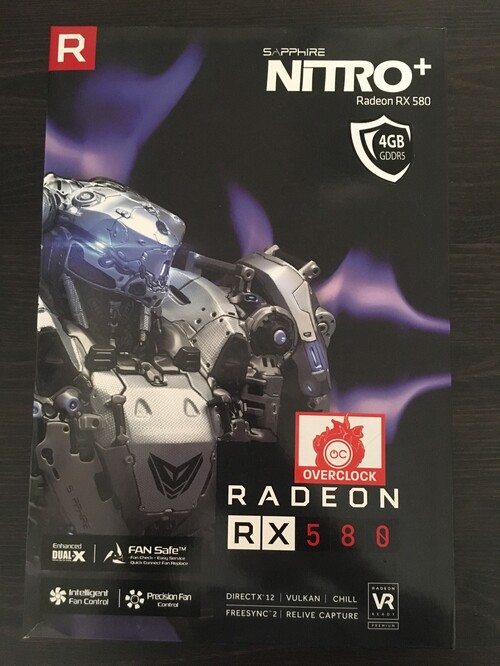 R
SAPPHIRE
NiTRO+
Radeon RX 580
4GB
GDDR5
OC
OVERCLOCK
RADEON
RX 580
Enhanced
DUAL-X
FAN Safe™
Fan Check • Easy Service
Quick Connect Fan Replace
Intelligent
Fan Control
Precision Fan
Control
DIRECTX® 12 | VULKAN | CHILL
FREESYNC™ 2 | RELIVE CAPTURE
RADEON
VR
READY
PREMIUM